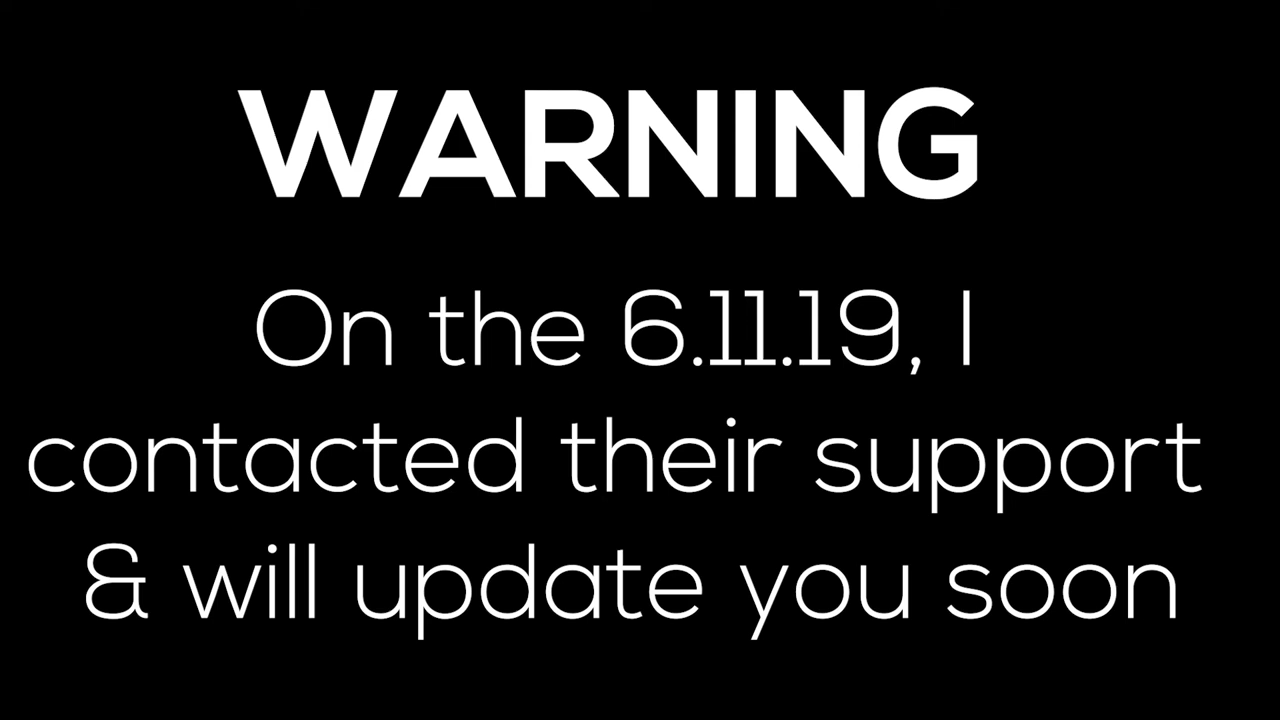 WARNING
On the 6.11.19, I
contacted their support
& will update you soon